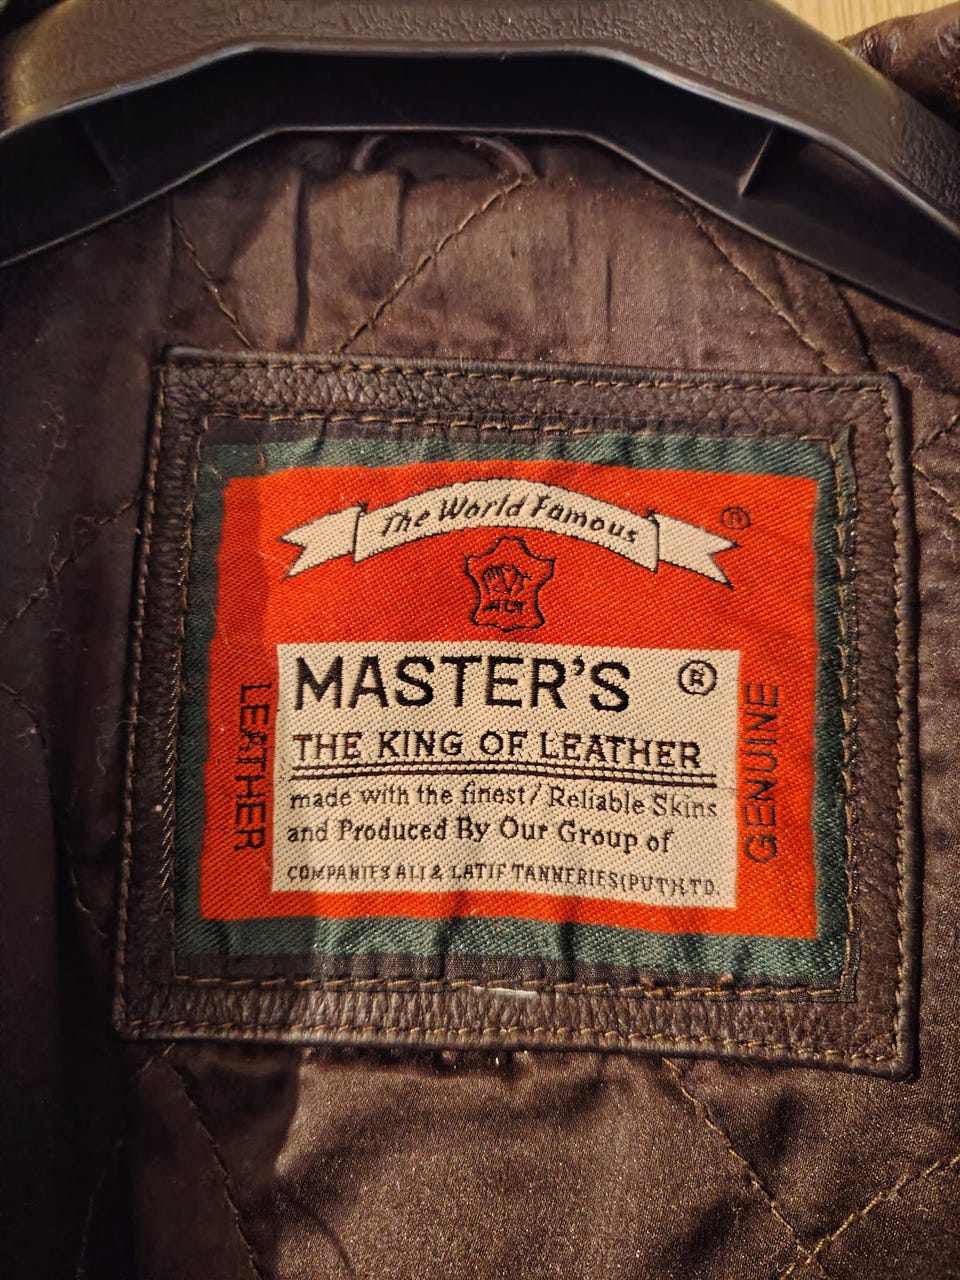 The World Famous ®
MASTER'S ®
THE KING OF LEATHER
made with the finest/Reliable Skins
and Produced By Our Group of
COMPANIES ALI & LATIF TANNERIES(PUT)LTD.
LEATHER
GENUINE